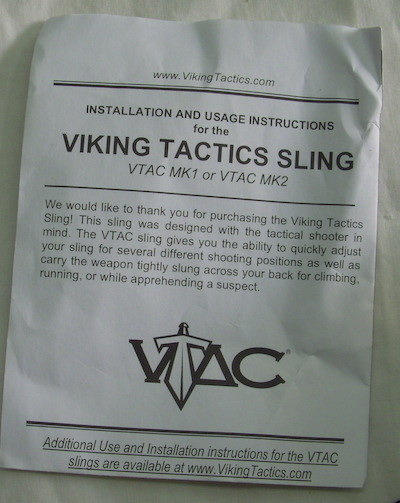 www.VikingTactics.com
INSTALLATION AND USAGE INSTRUCTIONS
for the
VIKING TACTICS SLING
VTAC MK1 or VTAC MK2
We would like to thank you for purchasing the Viking Tactics
Sling! This sling was designed with the tactical shooter in
mind. The VTAC sling gives you the ability to quickly adjust
your sling for several different shooting positions as well as
carry the weapon tightly slung across your back for climbing,
running, or while apprehending a suspect.
VTAC®
Additional Use and Installation instructions for the VTAC
slings are available at www.VikingTactics.com